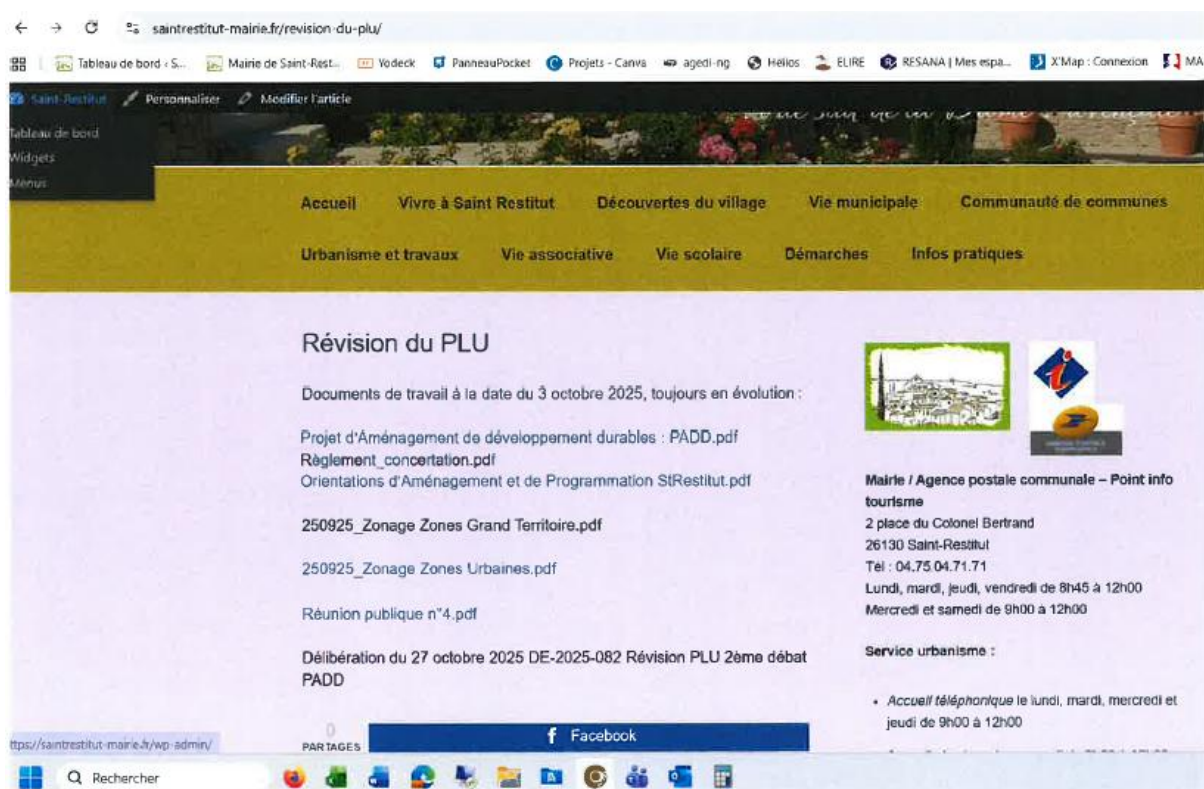 saintrestitut-mairie.fr/revision-du-plu/
Tableau de bord ‹ S... Mairie de Saint-Rest... Yodeck PanneauPocket Projets - Canva agedi-ng Hélios ELIRE RESANA | Mes espa... X'Map : Connexion MA
Saint-Restitut Personnaliser Modifier l'article
Tableau de bord
Widgets
Menus
Accueil Vivre à Saint Restitut Découvertes du village Vie municipale Communauté de communes
Urbanisme et travaux Vie associative Vie scolaire Démarches Infos pratiques
Révision du PLU
Documents de travail à la date du 3 octobre 2025, toujours en évolution :
Projet d'Aménagement de développement durables : PADD.pdf
Règlement_concertation.pdf
Orientations d'Aménagement et de Programmation StRestitut.pdf
250925_Zonage Zones Grand Territoire.pdf
250925_Zonage Zones Urbaines.pdf
Réunion publique n°4.pdf
Délibération du 27 octobre 2025 DE-2025-082 Révision PLU 2ème débat
PADD
0
PARTAGES
Facebook
Mairie / Agence postale communale – Point info
tourisme
2 place du Colonel Bertrand
26130 Saint-Restitut
Tel : 04.75.04.71.71
Lundi, mardi, jeudi, vendredi de 8h45 à 12h00
Mercredi et samedi de 9h00 à 12h00
Service urbanisme :
• Accueil téléphonique le lundi, mardi, mercredi et
jeudi de 9h00 à 12h00
ttps://saintrestitut-mairie.fr/wp-admin/
Rechercher